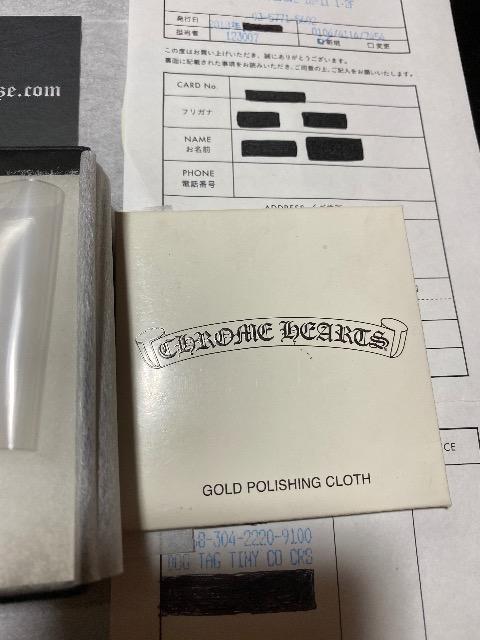 ze.com
発行日
担当者
123007
新規
変更
この度はお買い上げいただき、誠にありがとうございます。
裏面に記載された事項をお読みいただき、ご同意の上、ご記入をお願いいたします。
CARD No.
フリガナ
NAME
お名前
PHONE
電話番号
CHROME HEARTS
GOLD POLISHING CLOTH
CE
8-304-2220-9100
DOG TAG TINY CO CRS